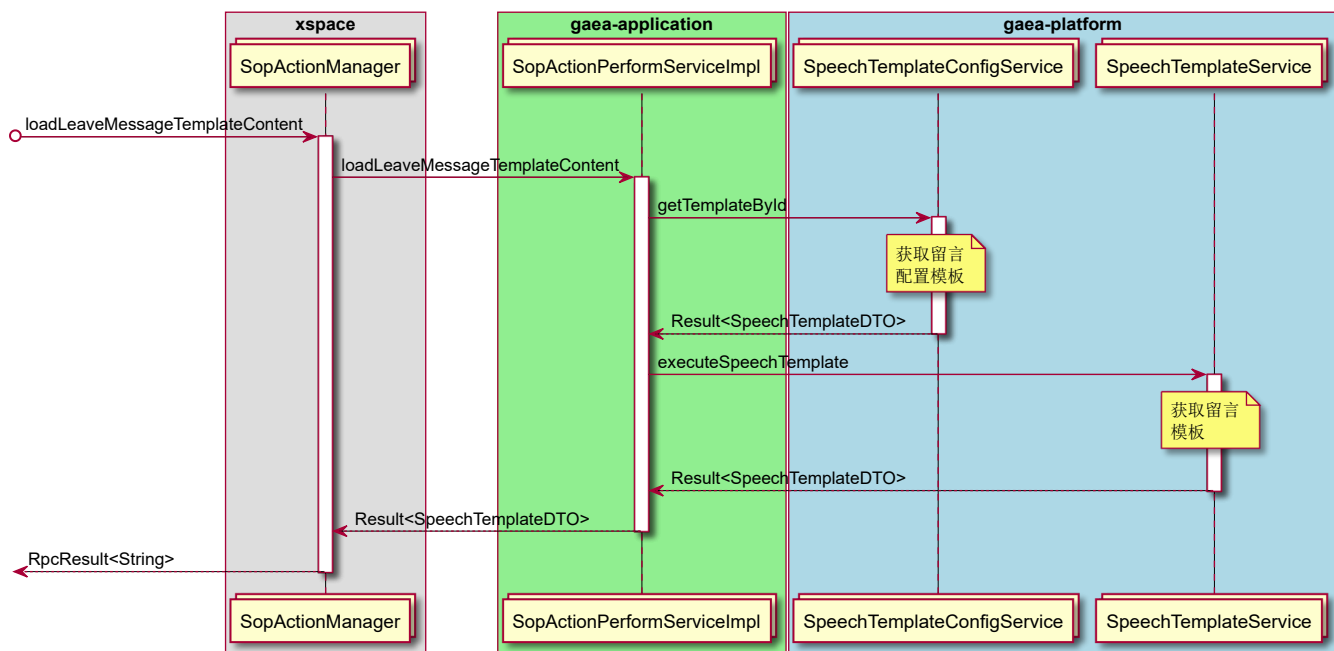 xspace
gaea-application
gaea-platform
SopActionManager
SopActionPerformServiceImpl
SpeechTemplateConfigService
SpeechTemplateService
loadLeaveMessageTemplateContent
loadLeaveMessageTemplateContent
getTemplateById
获取留言
配置模板
Result<SpeechTemplateDTO>
executeSpeechTemplate
获取留言
模板
Result<SpeechTemplateDTO>
Result<SpeechTemplateDTO>
RpcResult<String>
SopActionManager
SopActionPerformServiceImpl
SpeechTemplateConfigService
SpeechTemplateService